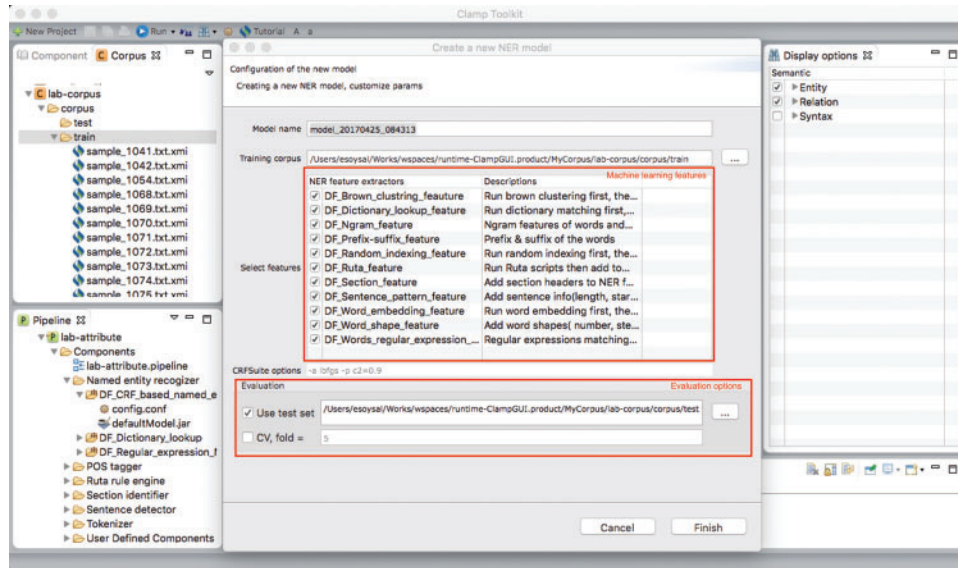 Clamp Toolkit
New Project Run Tutorial A a
Component Corpus
lab-corpus
corpus
test
train
sample_1041.txt.xmi
sample_1042.txt.xmi
sample_1054.txt.xmi
sample_1068.txt.xmi
sample_1069.txt.xmi
sample_1070.txt.xmi
sample_1071.txt.xmi
sample_1072.txt.xmi
sample_1073.txt.xmi
sample_1074.txt.xmi
sample_1075.txt.xmi
Pipeline
lab-attribute
Components
lab-attribute.pipeline
Named entity recogizer
DF_CRF_based_named_e
config.conf
defaultModel.jar
DF_Dictionary_lookup
DF_Regular_expression_f
POS tagger
Ruta rule engine
Section identifier
Sentence detector
Tokenizer
User Defined Components
Create a new NER model
Configuration of the new model
Creating a new NER model, customize params
Model name model_20170425_084313
Training corpus /Users/esoysal/Works/wspaces/runtime-ClampGUI.product/MyCorpus/lab-corpus/corpus/train ...
Machine learning features
NER feature extractors Descriptions
DF_Brown_clustring_feauture Run brown clustering first, the...
DF_Dictionary_lookup_feature Run dictionary matching first,...
DF_Ngram_feature Ngram features of words and...
DF_Prefix-suffix_feature Prefix & suffix of the words
DF_Random_indexing_feature Run random indexing first, the...
Select features DF_Ruta_feature Run Ruta scripts then add to...
DF_Section_feature Add section headers to NER f...
DF_Sentence_pattern_feature Add sentence info(length, star...
DF_Word_embedding_feature Run word embedding first, the...
DF_Word_shape_feature Add word shapes( number, ste...
DF_Words_regular_expression_... Regular expressions matching...
CRFSuite options -a lbfgs -p c2=0.9
Evaluation Evaluation options
Use test set /Users/esoysal/Works/wspaces/runtime-ClampGUI.product/MyCorpus/lab-corpus/corpus/test ...
CV, fold = 5
Cancel Finish
Display options
Semantic
Entity
Relation
Syntax